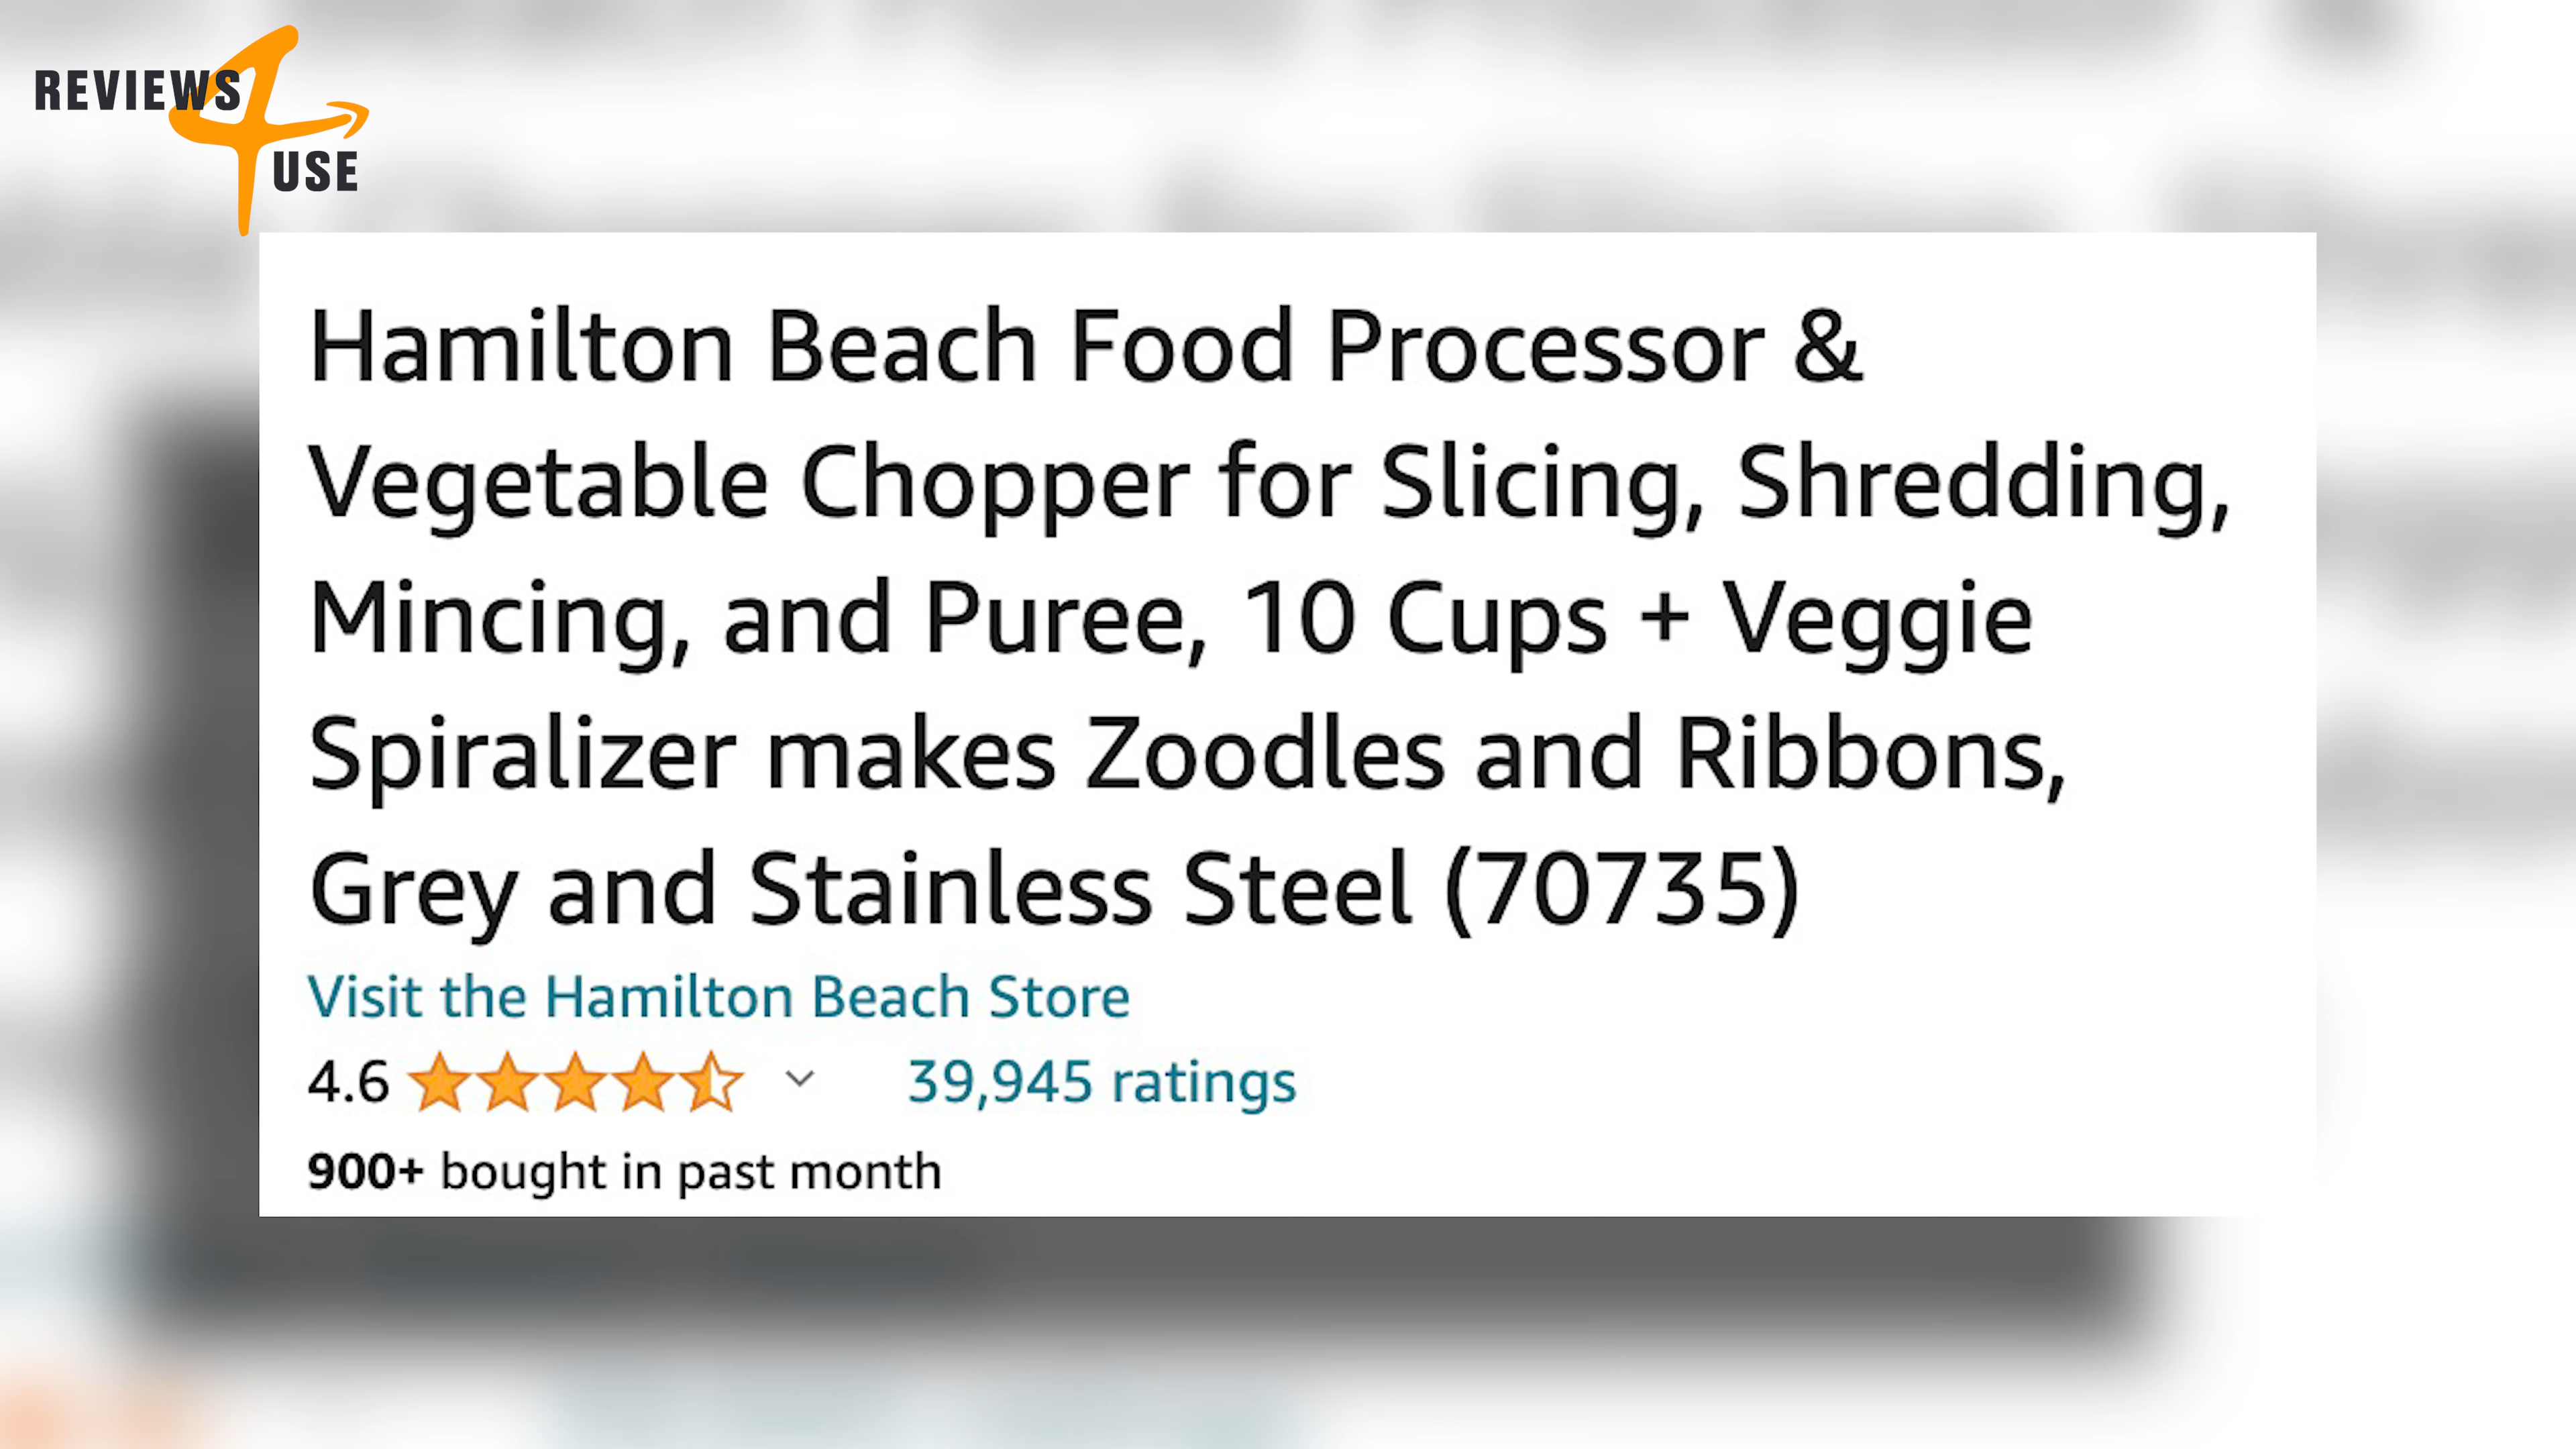 REVIEWS
4
USE
Hamilton Beach Food Processor &
Vegetable Chopper for Slicing, Shredding,
Mincing, and Puree, 10 Cups + Veggie
Spiralizer makes Zoodles and Ribbons,
Grey and Stainless Steel (70735)
Visit the Hamilton Beach Store
4.6 39,945 ratings
900+ bought in past month